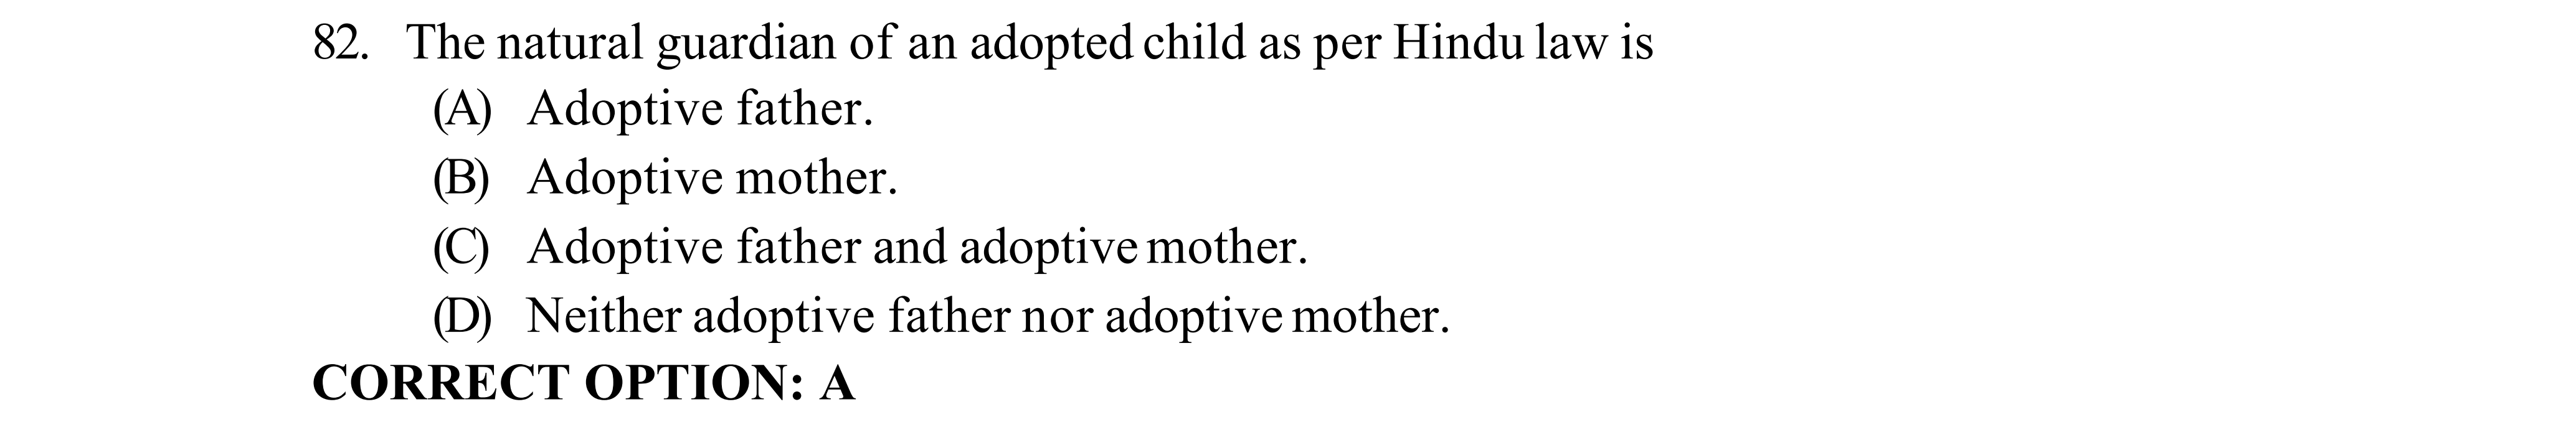 82. The natural guardian of an adopted child as per Hindu law is
(A) Adoptive father.
(B) Adoptive mother.
(C) Adoptive father and adoptive mother.
(D) Neither adoptive father nor adoptive mother.
CORRECT OPTION: A